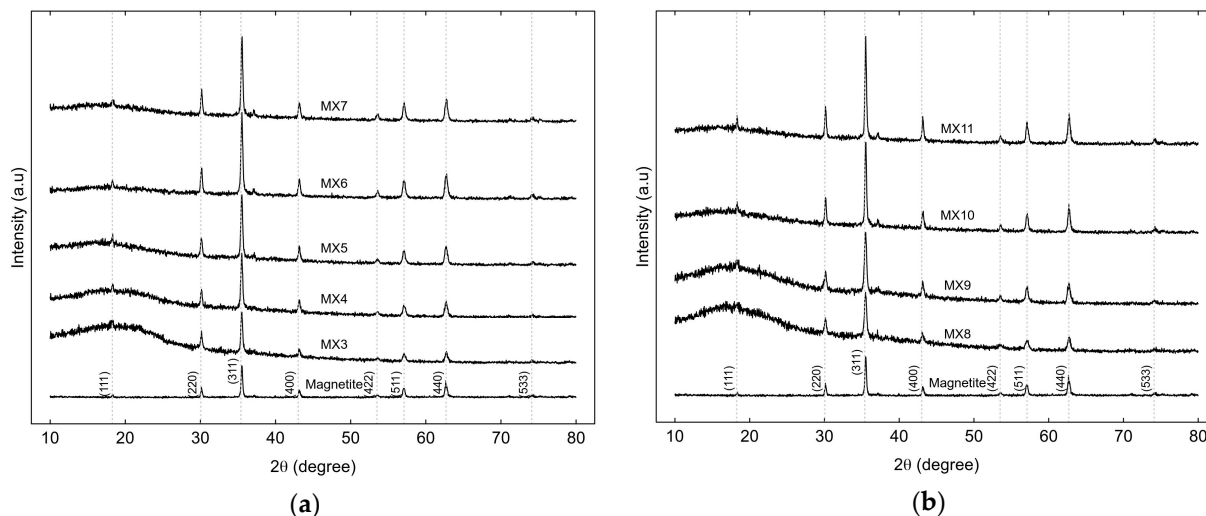 MX7
MX6
MX5
MX4
MX3
Magnetite
(111)
(220)
(311)
(400)
(422)
(511)
(440)
(533)
Intensity (a.u)
10 20 30 40 50 60 70 80
2θ (degree)
(a)
MX11
MX10
MX9
MX8
Magnetite
(111)
(220)
(311)
(400)
(422)
(511)
(440)
(533)
Intensity (a.u)
10 20 30 40 50 60 70 80
2θ (degree)
(b)